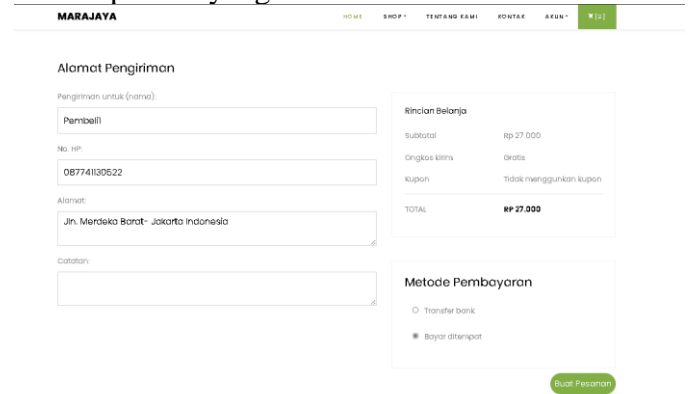 MARAJAYA
HOME SHOP TENTANG KAMI KONTAK AKUN [2]
Alamat Pengiriman
Pengiriman untuk (nama):
Pembeli1
No. HP:
087741130522
Alamat:
Jln. Merdeka Barat- Jakarta Indonesia
Catatan:
Rincian Belanja
Subtotal Rp.27.000
Ongkos kirim Gratis
Kupon Tidak menggunkan kupon
TOTAL RP 27.000
Metode Pembayaran
Transfer bank
Bayar ditempat
Buat Pesanan